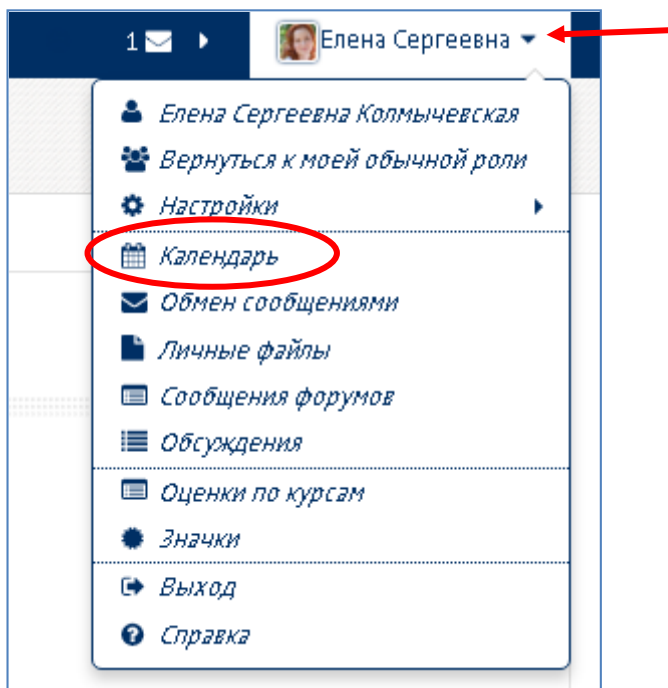 1
Елена Сергеевна
Елена Сергеевна Колмычевская
Вернуться к моей обычной роли
Настройки
Календарь
Обмен сообщениями
Личные файлы
Сообщения форумов
Обсуждения
Оценки по курсам
Значки
Выход
Справка